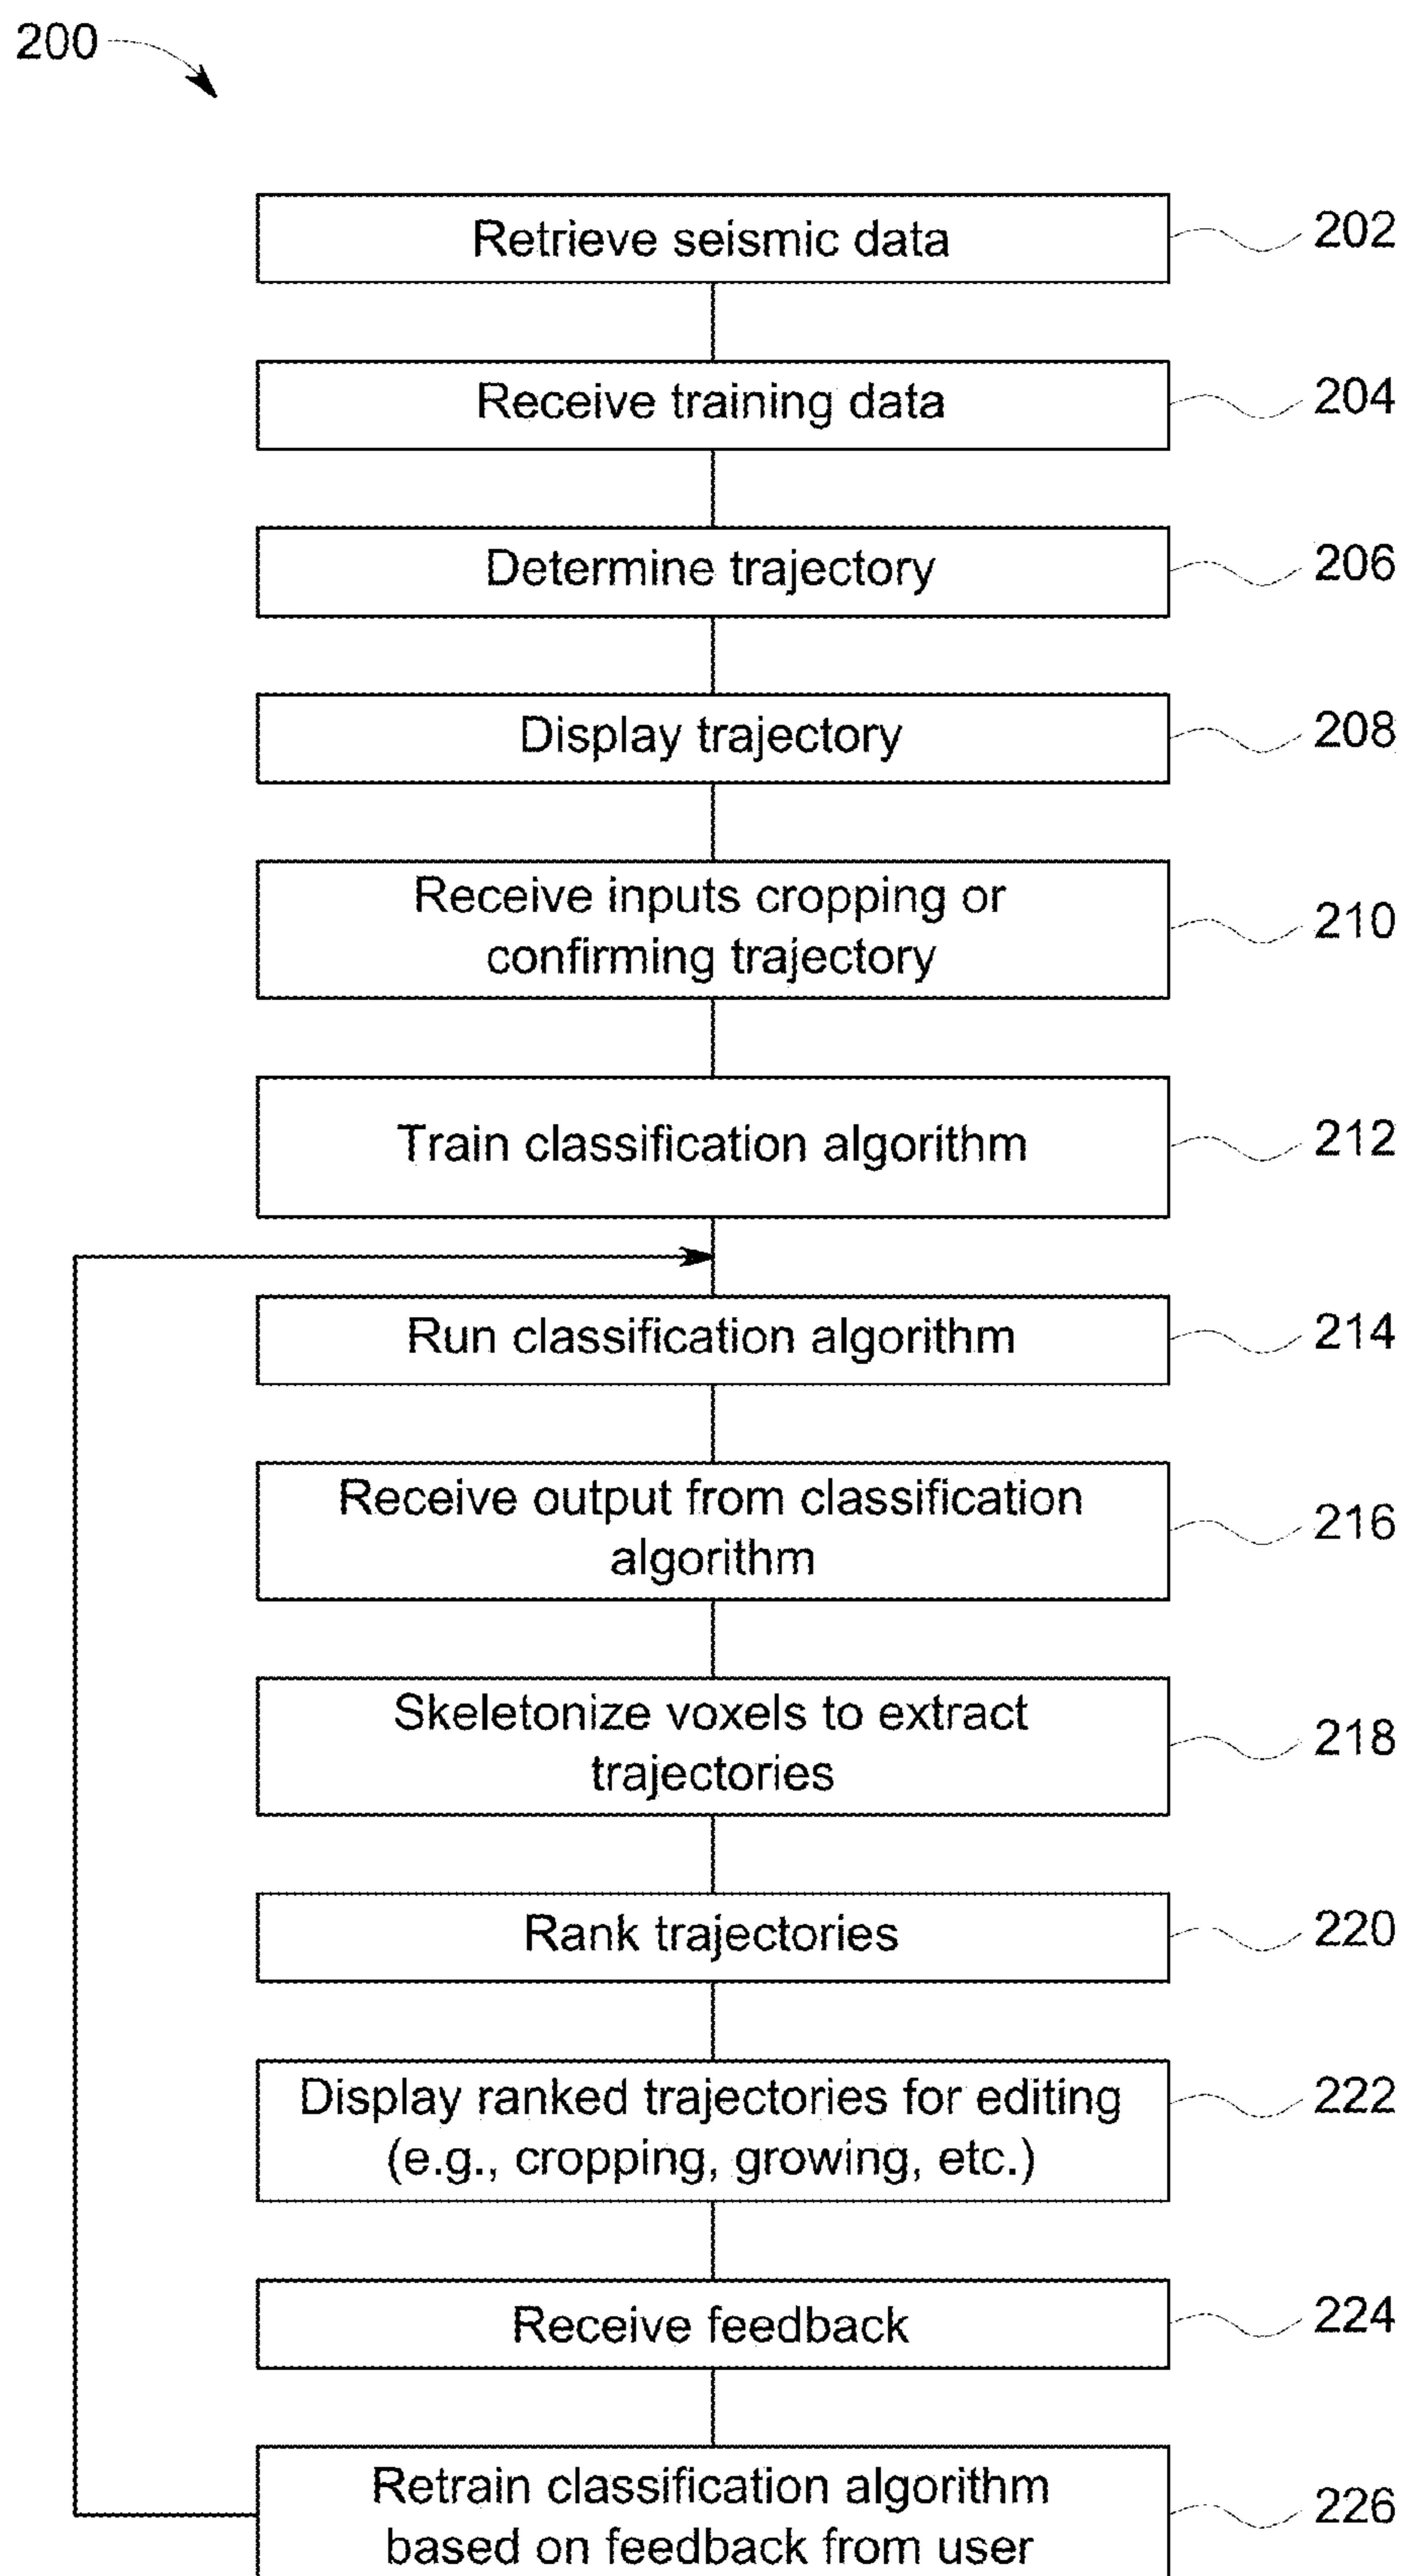 200
Retrieve seismic data 202
Receive training data 204
Determine trajectory 206
Display trajectory 208
Receive inputs cropping or
confirming trajectory 210
Train classification algorithm 212
Run classification algorithm 214
Receive output from classification
algorithm 216
Skeletonize voxels to extract
trajectories 218
Rank trajectories 220
Display ranked trajectories for editing
(e.g., cropping, growing, etc.) 222
Receive feedback 224
Retrain classification algorithm
based on feedback from user 226